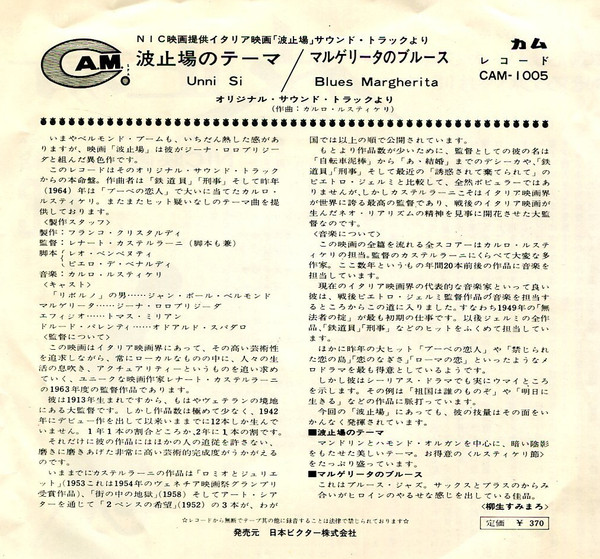 NIC映画提供イタリア映画「波止場」サウンド・トラックより
CAM.
波止場のテーマ／マルゲリータのブルース
Unni Si
Blues Margherita
カム
レコード
CAM-1005
オリジナル・サウンド・トラックより
(作曲:カルロ・ルスティケリ)
いまやベルモンド・ブームも、いちだん熱した感があ
りますが、映画「波止場」は彼がジーナ・ロロブリジー
ダと組んだ異色作です。
このレコードはそのオリジナル・サウンド・トラック
からの本命盤。作曲者は「鉄道員」「刑事」そして昨年
(1964)年は「ブーベの恋人」で大いに当てたカルロ・
ルスティケリ。またまたヒット疑いなしのテーマ曲を提
供しております。
<製作スタッフ>
製作:フランコ・クリスタルディ
監督:レナート・カステルラーニ(脚本も兼)
脚本 レオ・ベンベヌティ
ピエロ・デ・ベナルディ
音楽:カルロ・ルスティケリ
<キャスト>
「リボルノ」の男……ジャン・ポール・ベルモンド
マルゲリータ……ジーナ・ロロブリジーダ
エフィジオ……トマス・ミリアン
ドルード・パレンティ……オドアルド・スパダロ
<監督について>
この映画はイタリア映画界にあって、その高い芸術性
を追求しながら、常にローカルなものの中に、人々の生
活の息吹き、アクチュアリティーというものを追い求め
ていく、ユニークな映画作家レナート・カステルラーニ
の1963年度の監督作品であります。
彼は1913年生まれですから、もはやヴェテランの境地
にある大監督です。しかし作品数は極めて少なく、1942
年にデビュー作を出して以来いままでに12本しか生んで
いません。1年1本の割合どころか、2年に1本の割です。
それだけに彼の作品にはほかの人の追従を許さない、
磨きに磨きあげた非常に高い芸術的完成度がうかがえる
のです。
いままでにカステルラーニの作品は「ロミオとジュリエ
ット」(1953これは1954年のヴェネチア映画祭グランプリ
受賞作品)、「街の中の地獄」(1958)そしてアート・シア
ターを通じて「2ペンスの希望」(1952)の3本が、わが
国では以上の順で公開されています。
もとより作品数が少いために、監督としての彼の名は
「自転車泥棒」から「あゝ結婚」までのデシーカや、「鉄
道員」「刑事」そして最近の「誘惑されて棄てられて」の
ピエトロ・ジェルミと比較して、全然ポピュラーではあ
りませんが、しかしカステルラーニこそはイタリア映画界
が世界に誇る最高の監督であり、戦後のイタリア映画
が生んだネオ・リアリズムの精神を見事に開花させた大監
督なのです。
<音楽について>
この映画の全篇を流れる全スコアーはカルロ・ルステ
ィケリの担当。監督のカステルラーニにくらべて大変な多
作家。ここ数年というもの年間20本前後の作品に音楽を
担当しています。
現在のイタリア映画界の代表的な音楽家といって良い
彼は、戦後ピエトロ・ジェルミ監督作品の音楽を担当す
るところからこの道に入りました。すなわち1949年の「無
法者の掟」が最も初期の仕事です。以後ジェルミの全作
品、「鉄道員」「刑事」などのヒットをふくめて担当してい
ます。
ほかに昨年の大ヒット「ブーベの恋人」や「禁じられ
た恋の島」「恋のなぎさ」「ローマの恋」といったようなメ
ロドラマを最も得意としているようです。
しかし彼はシーリアス・ドラマでも実にウマイところ
を示します。その例は「祖国は誰のものぞ」や「明日に
生きる」などの作品に脈打っています。
今回の「波止場」にあっても、彼の技量はその面をいか
んなく発揮されています。
■波止場のテーマ
マンドリンとハモンド・オルガンを中心に、暗い陰影
をもたせた美しいテーマ。お得意の<ルスティケリ節>
をたっぷり盛っています。
■マルゲリータのブルース
これはブルース・ジャズ。サックスとブラスのからみ
合いがヒロインのやるせな感じを出している佳品。
<柳生すみまろ>
☆レコードから無断でテープ其の他に録音することは法律で禁じられております☆
発売元 日本ビクター株式会社
定価 ¥ 370